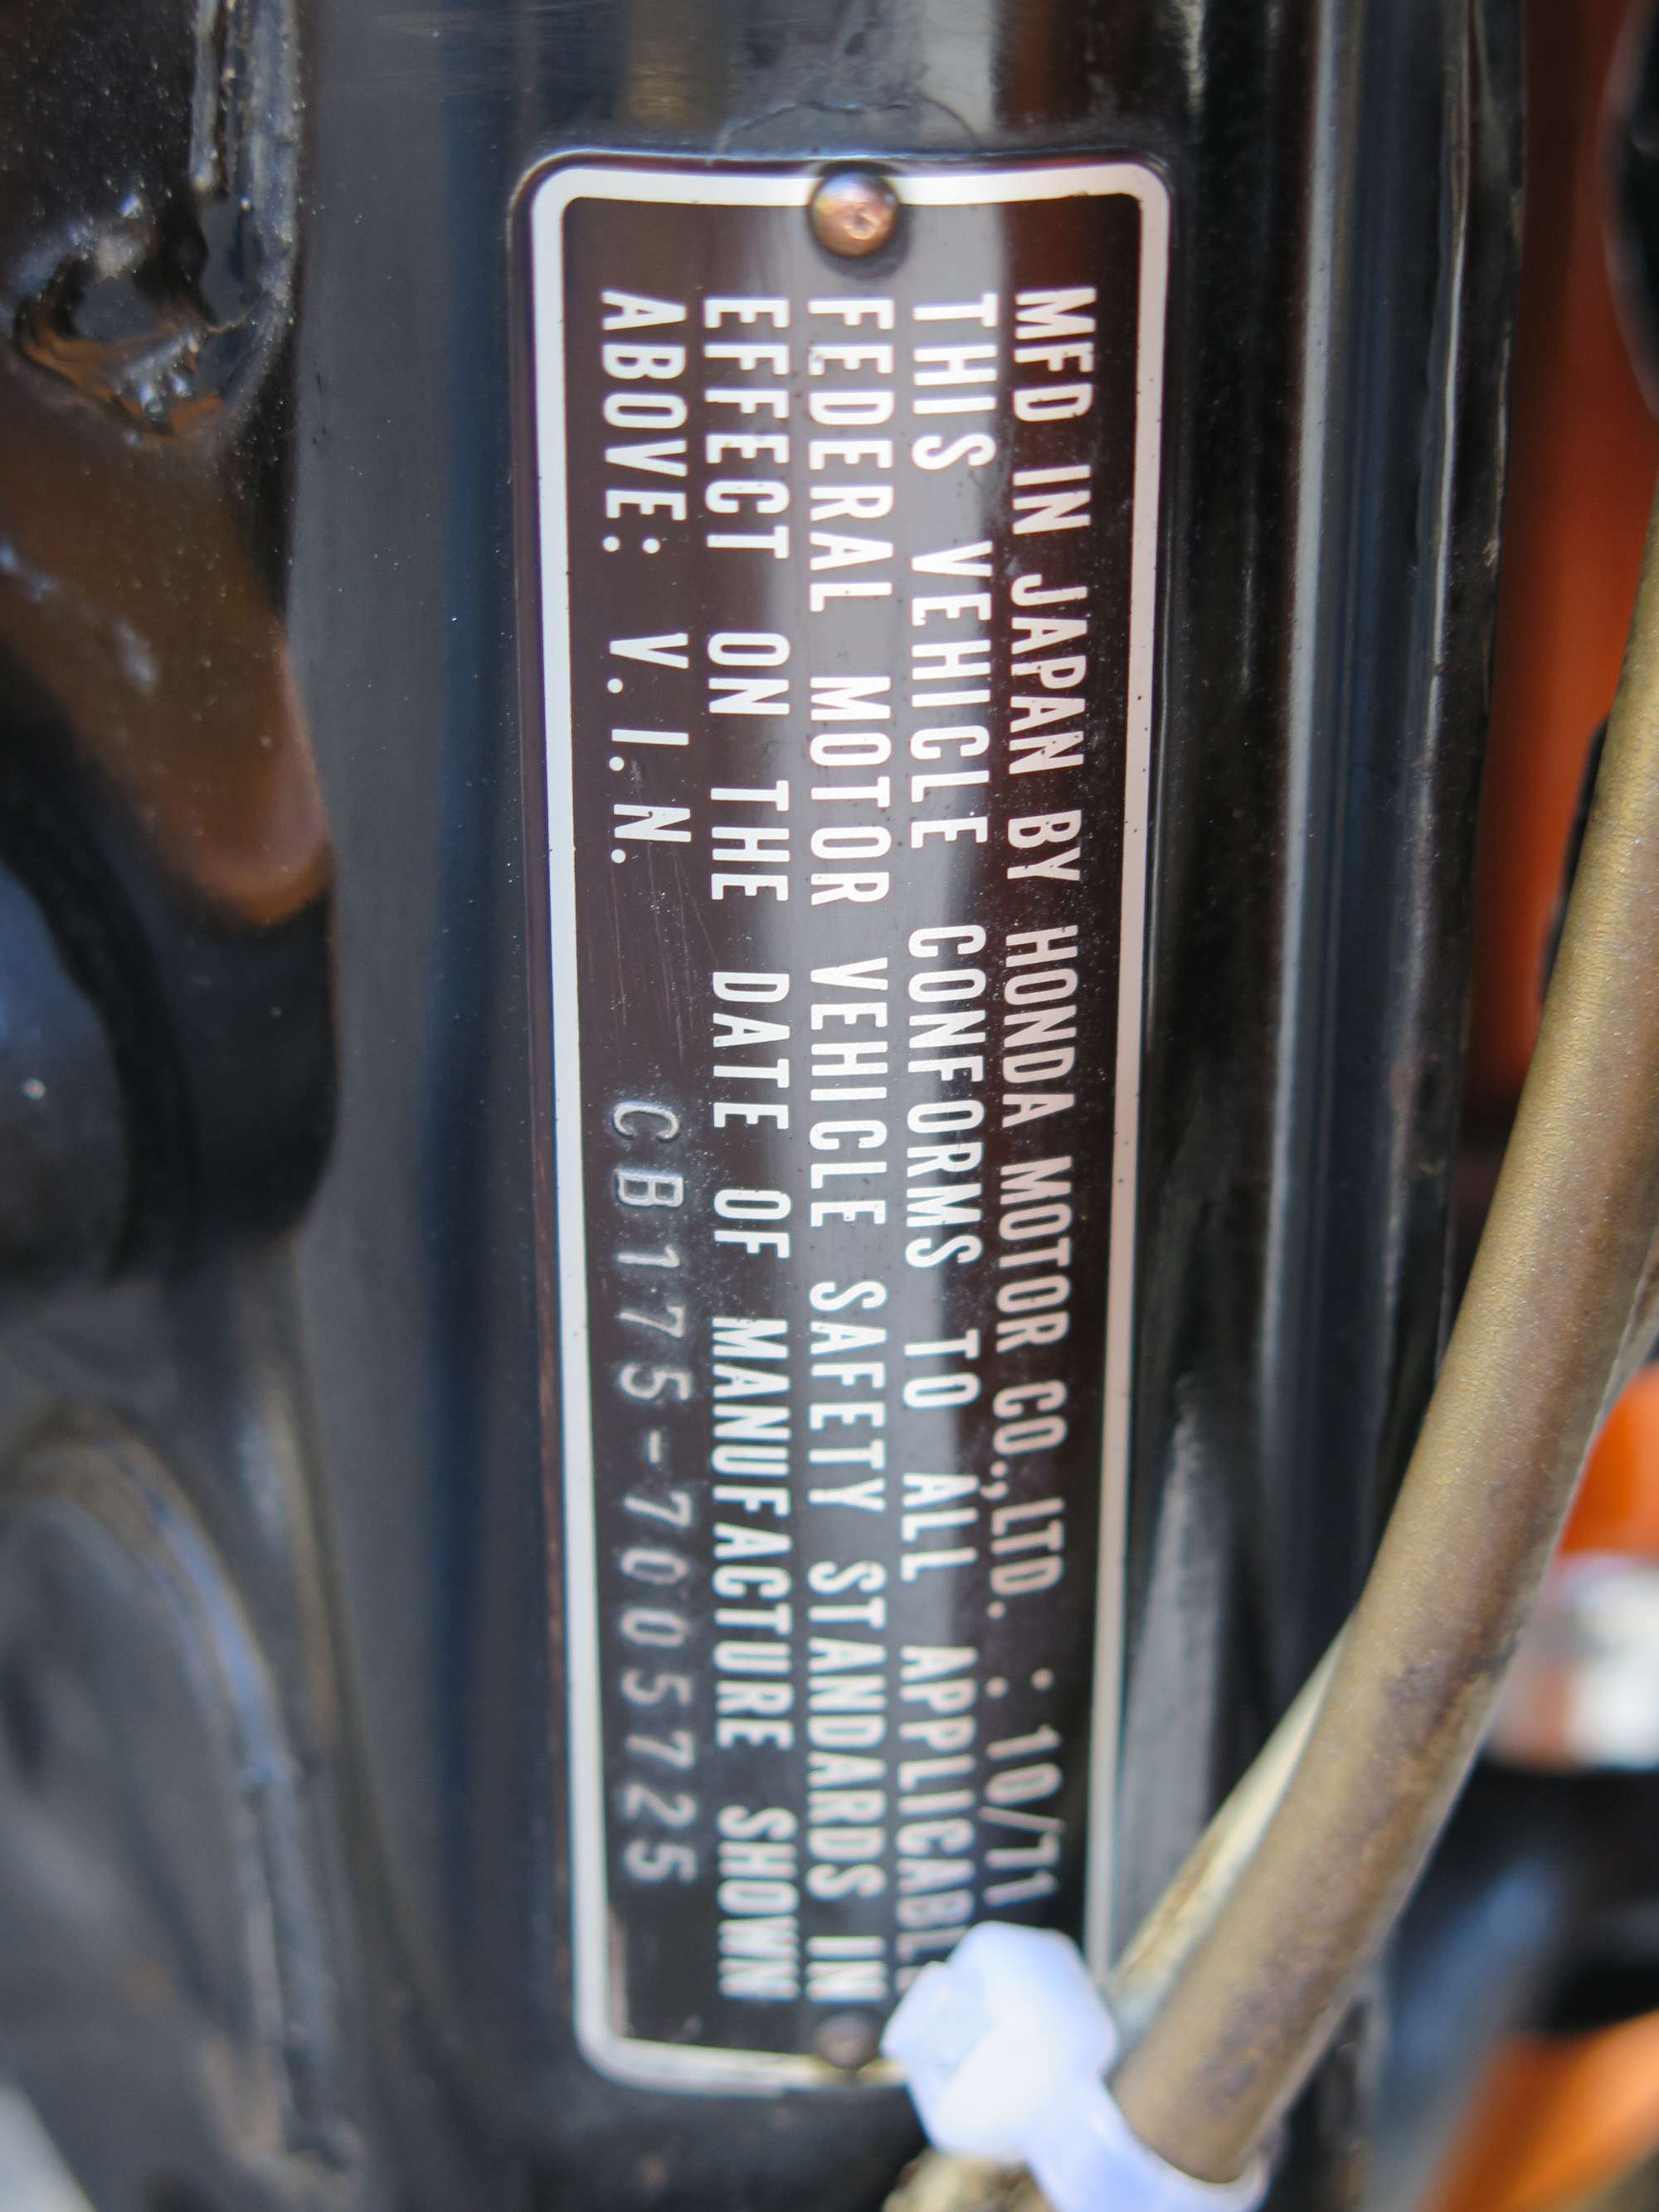 MFD IN JAPAN BY HONDA MOTOR CO.,LTD. : 10/71
THIS VEHICLE CONFORMS TO ALL APPLICABLE
FEDERAL MOTOR VEHICLE SAFETY STANDARDS IN
EFFECT ON THE DATE OF MANUFACTURE SHOWN
ABOVE: V.I.N. CB175-7005725